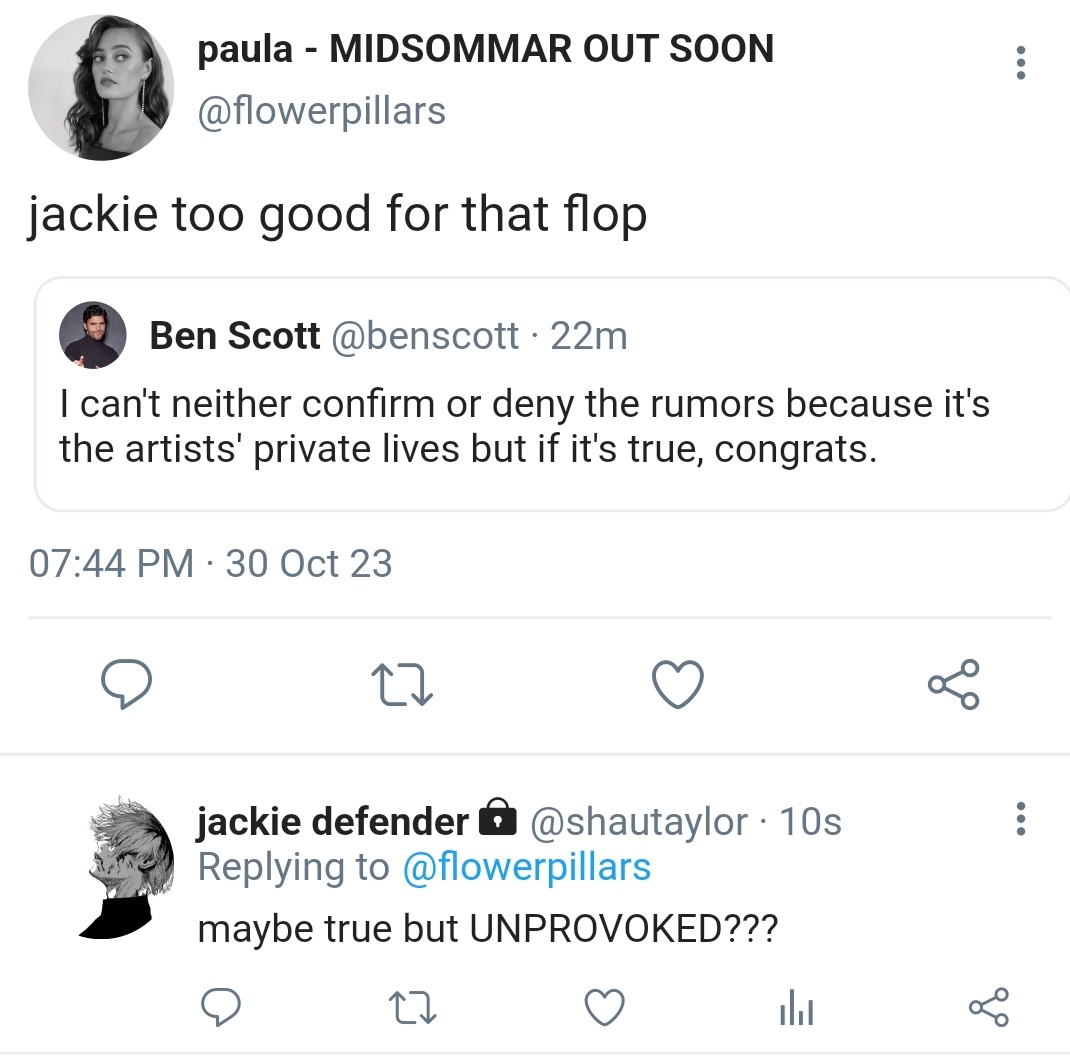 paula - MIDSOMMAR OUT SOON
@flowerpillars
jackie too good for that flop
Ben Scott @benscott · 22m
I can't neither confirm or deny the rumors because it's
the artists' private lives but if it's true, congrats.
07:44 PM · 30 Oct 23
jackie defender @shautaylor · 10s
Replying to @flowerpillars
maybe true but UNPROVOKED???